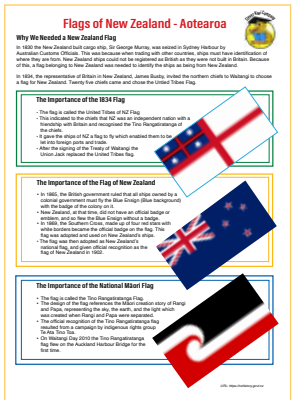 Flags of New Zealand - Aotearoa
Why We Needed a New Zealand Flag
In 1830 the New Zealand built cargo ship, Sir George Murray, was seized in Sydney Harbour by
Australian Customs Officials. This was because when trading with other countries, ships must have identification of
where they are from. New Zealand ships could not be registered as British as they were not built in Britain. Because
of this, a flag belonging to New Zealand was needed to identify the ships as being from New Zealand.
In 1834, the representative of Britain in New Zealand, James Busby, invited the northern chiefs to Waitangi to choose
a flag for New Zealand. Twenty five chiefs came and chose the United Tribes Flag.
The Importance of the 1834 Flag
- The flag is called the United Tribes of NZ Flag
- This indicated to the chiefs that NZ was an independent nation with a
friendship with Britain and recognised the Tino Rangatiratanga of
the chiefs.
- It gave the ships of NZ a flag to fly which enabled them to be
let into foreign ports and trade.
- After the signing of the Treaty of Waitangi the
Union Jack replaced the United Tribes flag.
The Importance of the Flag of New Zealand
• In 1865, the British government ruled that all ships owned by a
colonial government must fly the Blue Ensign (Blue background)
with the badge of the colony on it.
• New Zealand, at that time, did not have an official badge or
emblem, and so flew the Blue Ensign without a badge.
• In 1869, the Southern Cross, made up of four red stars with
white borders became the official badge on the flag. This
flag was adopted and used on New Zealand's ships.
• The flag was then adopted as New Zealand's
national flag, and given official recognition as the
flag of New Zealand in 1902.
The Importance of the National Māori Flag
• The flag is called the Tino Rangatiratanga Flag.
• The design of the flag references the Māori creation story of Rangi
and Papa, representing the sky, the earth, and the light which
was created when Rangi and Papa were separated.
• The official recognition of the Tino Rangatiratanga flag
resulted from a campaign by indigenous rights group
Te Ata Tino Toa.
• On Waitangi Day 2010 the Tino Rangatiratanga
flag flew on the Auckland Harbour Bridge for the
first time.